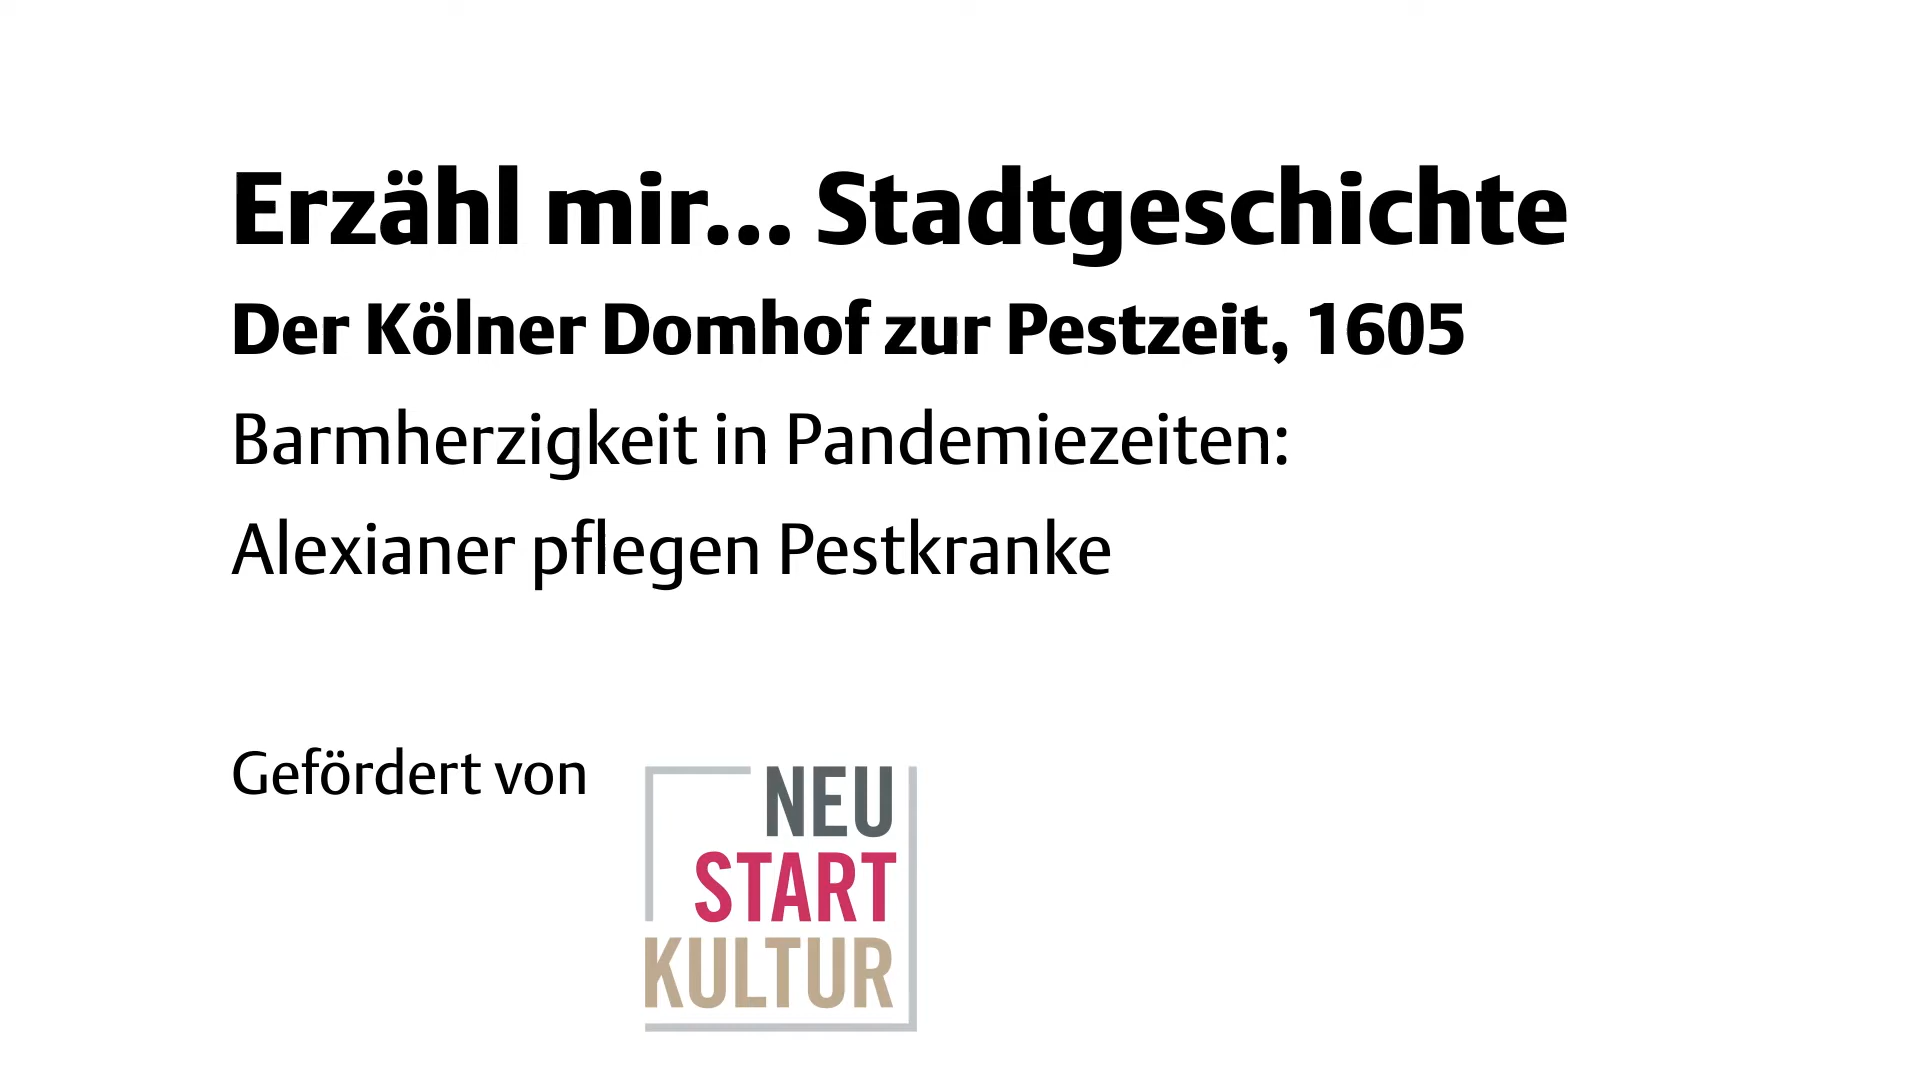 Erzähl mir... Stadtgeschichte
Der Kölner Domhof zur Pestzeit, 1605
Barmherzigkeit in Pandemiezeiten:
Alexianer pflegen Pestkranke
Gefördert von
NEU
START
KULTUR